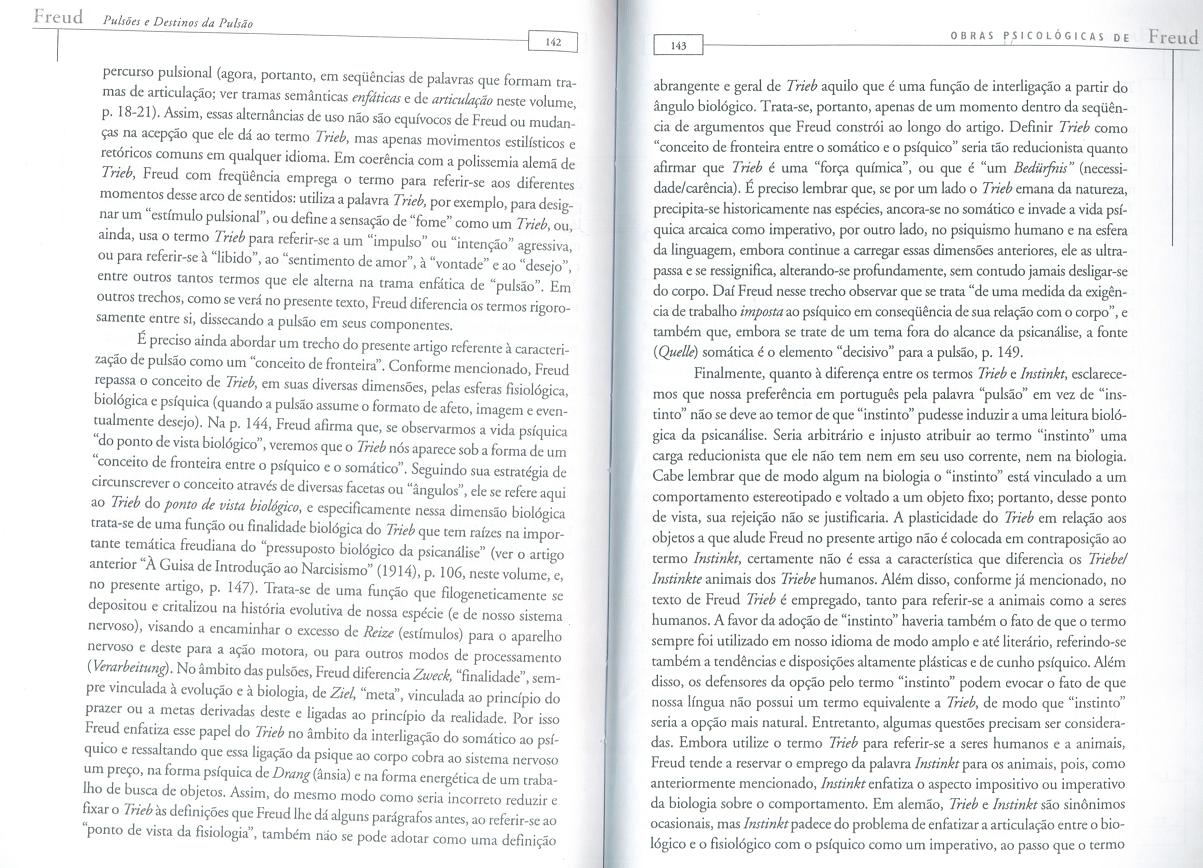 Freud Pulsões e Destinos da Pulsão
142
percurso pulsional (agora, portanto, em seqüências de palavras que formam tra-
mas de articulação; ver tramas semânticas enfáticas e de articulação neste volume,
p. 18-21). Assim, essas alternâncias de uso não são equívocos de Freud ou mudan-
ças na acepção que ele dá ao termo Trieb, mas apenas movimentos estilísticos e
retóricos comuns em qualquer idioma. Em coerência com a polissemia alemã de
Trieb, Freud com freqüência emprega o termo para referir-se aos diferentes
momentos desse arco de sentidos: utiliza a palavra Trieb, por exemplo, para desig-
nar um “estímulo pulsional”, ou define a sensação de “fome” como um Trieb, ou,
ainda, usa o termo Trieb para referir-se a um “impulso” ou “intenção” agressiva,
ou para referir-se à “libido”, ao “sentimento de amor”, à “vontade” e ao “desejo”,
entre outros tantos termos que ele alterna na trama enfática de “pulsão”. Em
outros trechos, como se verá no presente texto, Freud diferencia os termos rigoro-
samente entre si, dissecando a pulsão em seus componentes.
É preciso ainda abordar um trecho do presente artigo referente à caracteri-
zação de pulsão como um “conceito de fronteira”. Conforme mencionado, Freud
repassa o conceito de Trieb, em suas diversas dimensões, pelas esferas fisiológica,
biológica e psíquica (quando a pulsão assume o formato de afeto, imagem e even-
tualmente desejo). Na p. 144, Freud afirma que, se observarmos a vida psíquica
“do ponto de vista biológico”, veremos que o Trieb nós aparece sob a forma de um
“conceito de fronteira entre o psíquico e o somático”. Seguindo sua estratégia de
circunscrever o conceito através de diversas facetas ou “ângulos”, ele se refere aqui
ao Trieb do ponto de vista biológico, e especificamente nessa dimensão biológica
trata-se de uma função ou finalidade biológica do Trieb que tem raízes na impor-
tante temática freudiana do “pressuposto biológico da psicanálise” (ver o artigo
anterior “À Guisa de Introdução ao Narcisismo” (1914), p. 106, neste volume, e,
no presente artigo, p. 147). Trata-se de uma função que filogeneticamente se
depositou e critalizou na história evolutiva de nossa espécie (e de nosso sistema
nervoso), visando a encaminhar o excesso de Reize (estímulos) para o aparelho
nervoso e deste para a ação motora, ou para outros modos de processamento
(Verarbeitung). No âmbito das pulsões, Freud diferencia Zweck, “finalidade”, sem-
pre vinculada à evolução e à biologia, de Ziel, “meta”, vinculada ao princípio do
prazer ou a metas derivadas deste e ligadas ao princípio da realidade. Por isso
Freud enfatiza esse papel do Trieb no âmbito da interligação do somático ao psí-
quico e ressaltando que essa ligação da psique ao corpo cobra ao sistema nervoso
um preço, na forma psíquica de Drang (ânsia) e na forma energética de um traba-
lho de busca de objetos. Assim, do mesmo modo como seria incorreto reduzir e
fixar o Trieb às definições que Freud lhe dá alguns parágrafos antes, ao referir-se ao
“ponto de vista da fisiologia”, também não se pode adotar como uma definição
143
OBRAS PSICOLÓGICAS DE Freud
abrangente e geral de Trieb aquilo que é uma função de interligação a partir do
ângulo biológico. Trata-se, portanto, apenas de um momento dentro da seqüên-
cia de argumentos que Freud constrói ao longo do artigo. Definir Trieb como
“conceito de fronteira entre o somático e o psíquico” seria tão reducionista quanto
afirmar que Trieb é uma “força química”, ou que é “um Bedürfnis” (necessi-
dade/carência). É preciso lembrar que, se por um lado o Trieb emana da natureza,
precipita-se historicamente nas espécies, ancora-se no somático e invade a vida psí-
quica arcaica como imperativo, por outro lado, no psiquismo humano e na esfera
da linguagem, embora continue a carregar essas dimensões anteriores, ele as ultra-
passa e se ressignifica, alterando-se profundamente, sem contudo jamais desligar-se
do corpo. Daí Freud nesse trecho observar que se trata “de uma medida da exigên-
cia de trabalho imposta ao psíquico em conseqüência de sua relação com o corpo”, e
também que, embora se trate de um tema fora do alcance da psicanálise, a fonte
(Quelle) somática é o elemento “decisivo” para a pulsão, p. 149.
Finalmente, quanto à diferença entre os termos Trieb e Instinkt, esclarece-
mos que nossa preferência em português pela palavra “pulsão” em vez de “ins-
tinto” não se deve ao temor de que “instinto” pudesse induzir a uma leitura bioló-
gica da psicanálise. Seria arbitrário e injusto atribuir ao termo “instinto” uma
carga reducionista que ele não tem nem em seu uso corrente, nem na biologia.
Cabe lembrar que de modo algum na biologia o “instinto” está vinculado a um
comportamento estereotipado e voltado a um objeto fixo; portanto, desse ponto
de vista, sua rejeição não se justificaria. A plasticidade do Trieb em relação aos
objetos a que alude Freud no presente artigo não é colocada em contraposição ao
termo Instinkt, certamente não é essa a característica que diferencia os Triebe/
Instinkte animais dos Triebe humanos. Além disso, conforme já mencionado, no
texto de Freud Trieb é empregado, tanto para referir-se a animais como a seres
humanos. A favor da adoção de “instinto” haveria também o fato de que o termo
sempre foi utilizado em nosso idioma de modo amplo e até literário, referindo-se
também a tendências e disposições altamente plásticas e de cunho psíquico. Além
disso, os defensores da opção pelo termo “instinto” podem evocar o fato de que
nossa língua não possui um termo equivalente a Trieb, de modo que “instinto”
seria a opção mais natural. Entretanto, algumas questões precisam ser considera-
das. Embora utilize o termo Trieb para referir-se a seres humanos e a animais,
Freud tende a reservar o emprego da palavra Instinkt para os animais, pois, como
anteriormente mencionado, Instinkt enfatiza o aspecto impositivo ou imperativo
da biologia sobre o comportamento. Em alemão, Trieb e Instinkt são sinônimos
ocasionais, mas Instinkt padece do problema de enfatizar a articulação entre o bio-
lógico e o fisiológico com o psíquico como um imperativo, ao passo que o termo